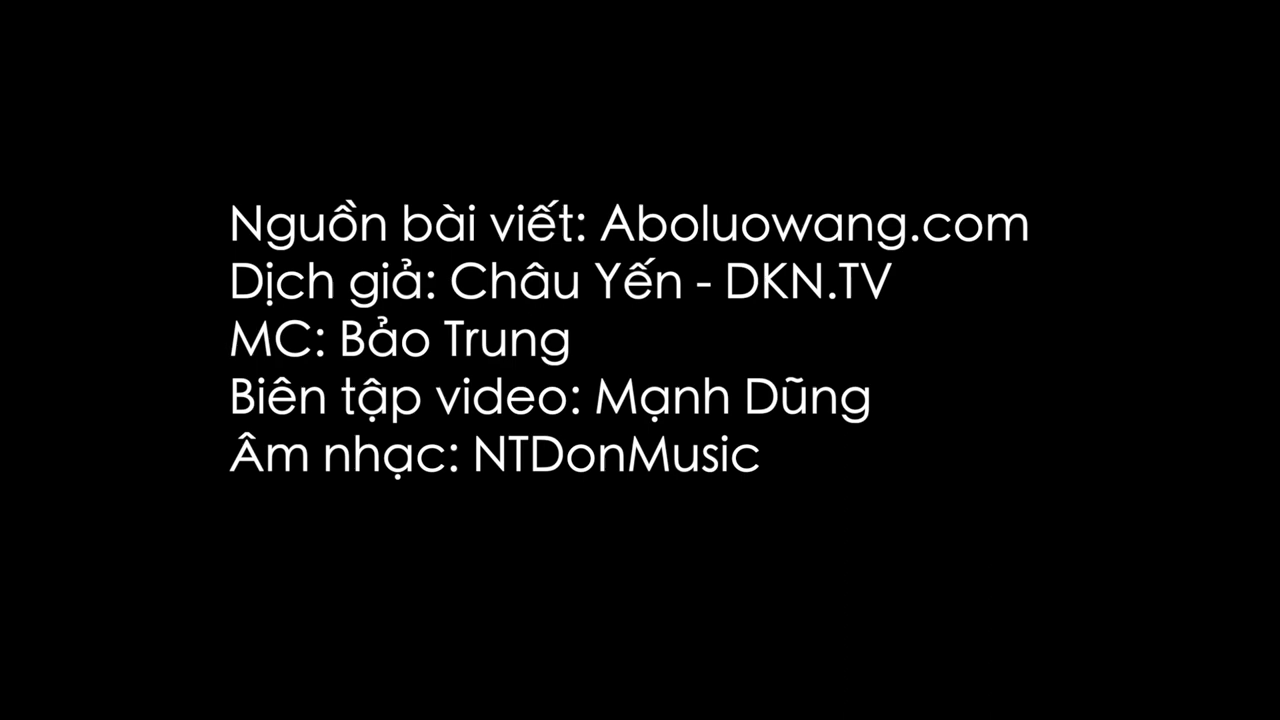 Nguồn bài viết: Aboluowang.com
Dịch giả: Châu Yến - DKN.TV
MC: Bảo Trung
Biên tập video: Mạnh Dũng
Âm nhạc: NTDonMusic